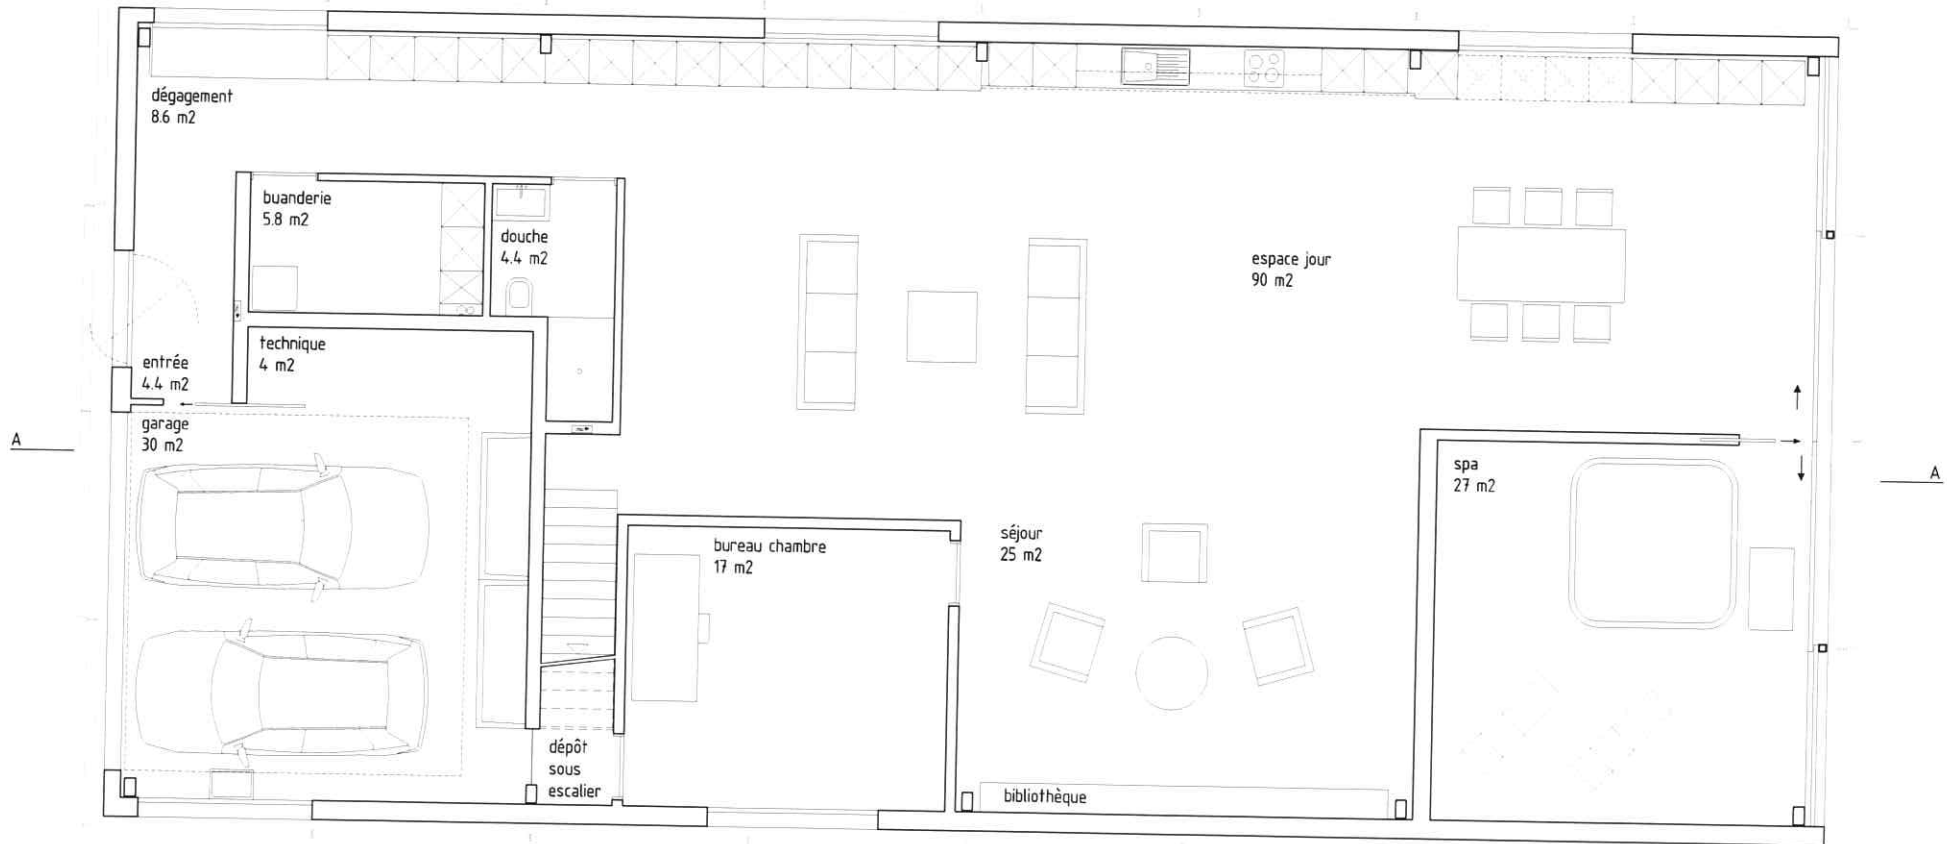 dégagement
8.6 m2
buanderie
5.8 m2
douche
4.4 m2
espace jour
90 m2
technique
4 m2
entrée
4.4 m2
garage
30 m2
A
A
spa
27 m2
séjour
25 m2
bureau chambre
17 m2
dépôt
sous
escalier
bibliothèque